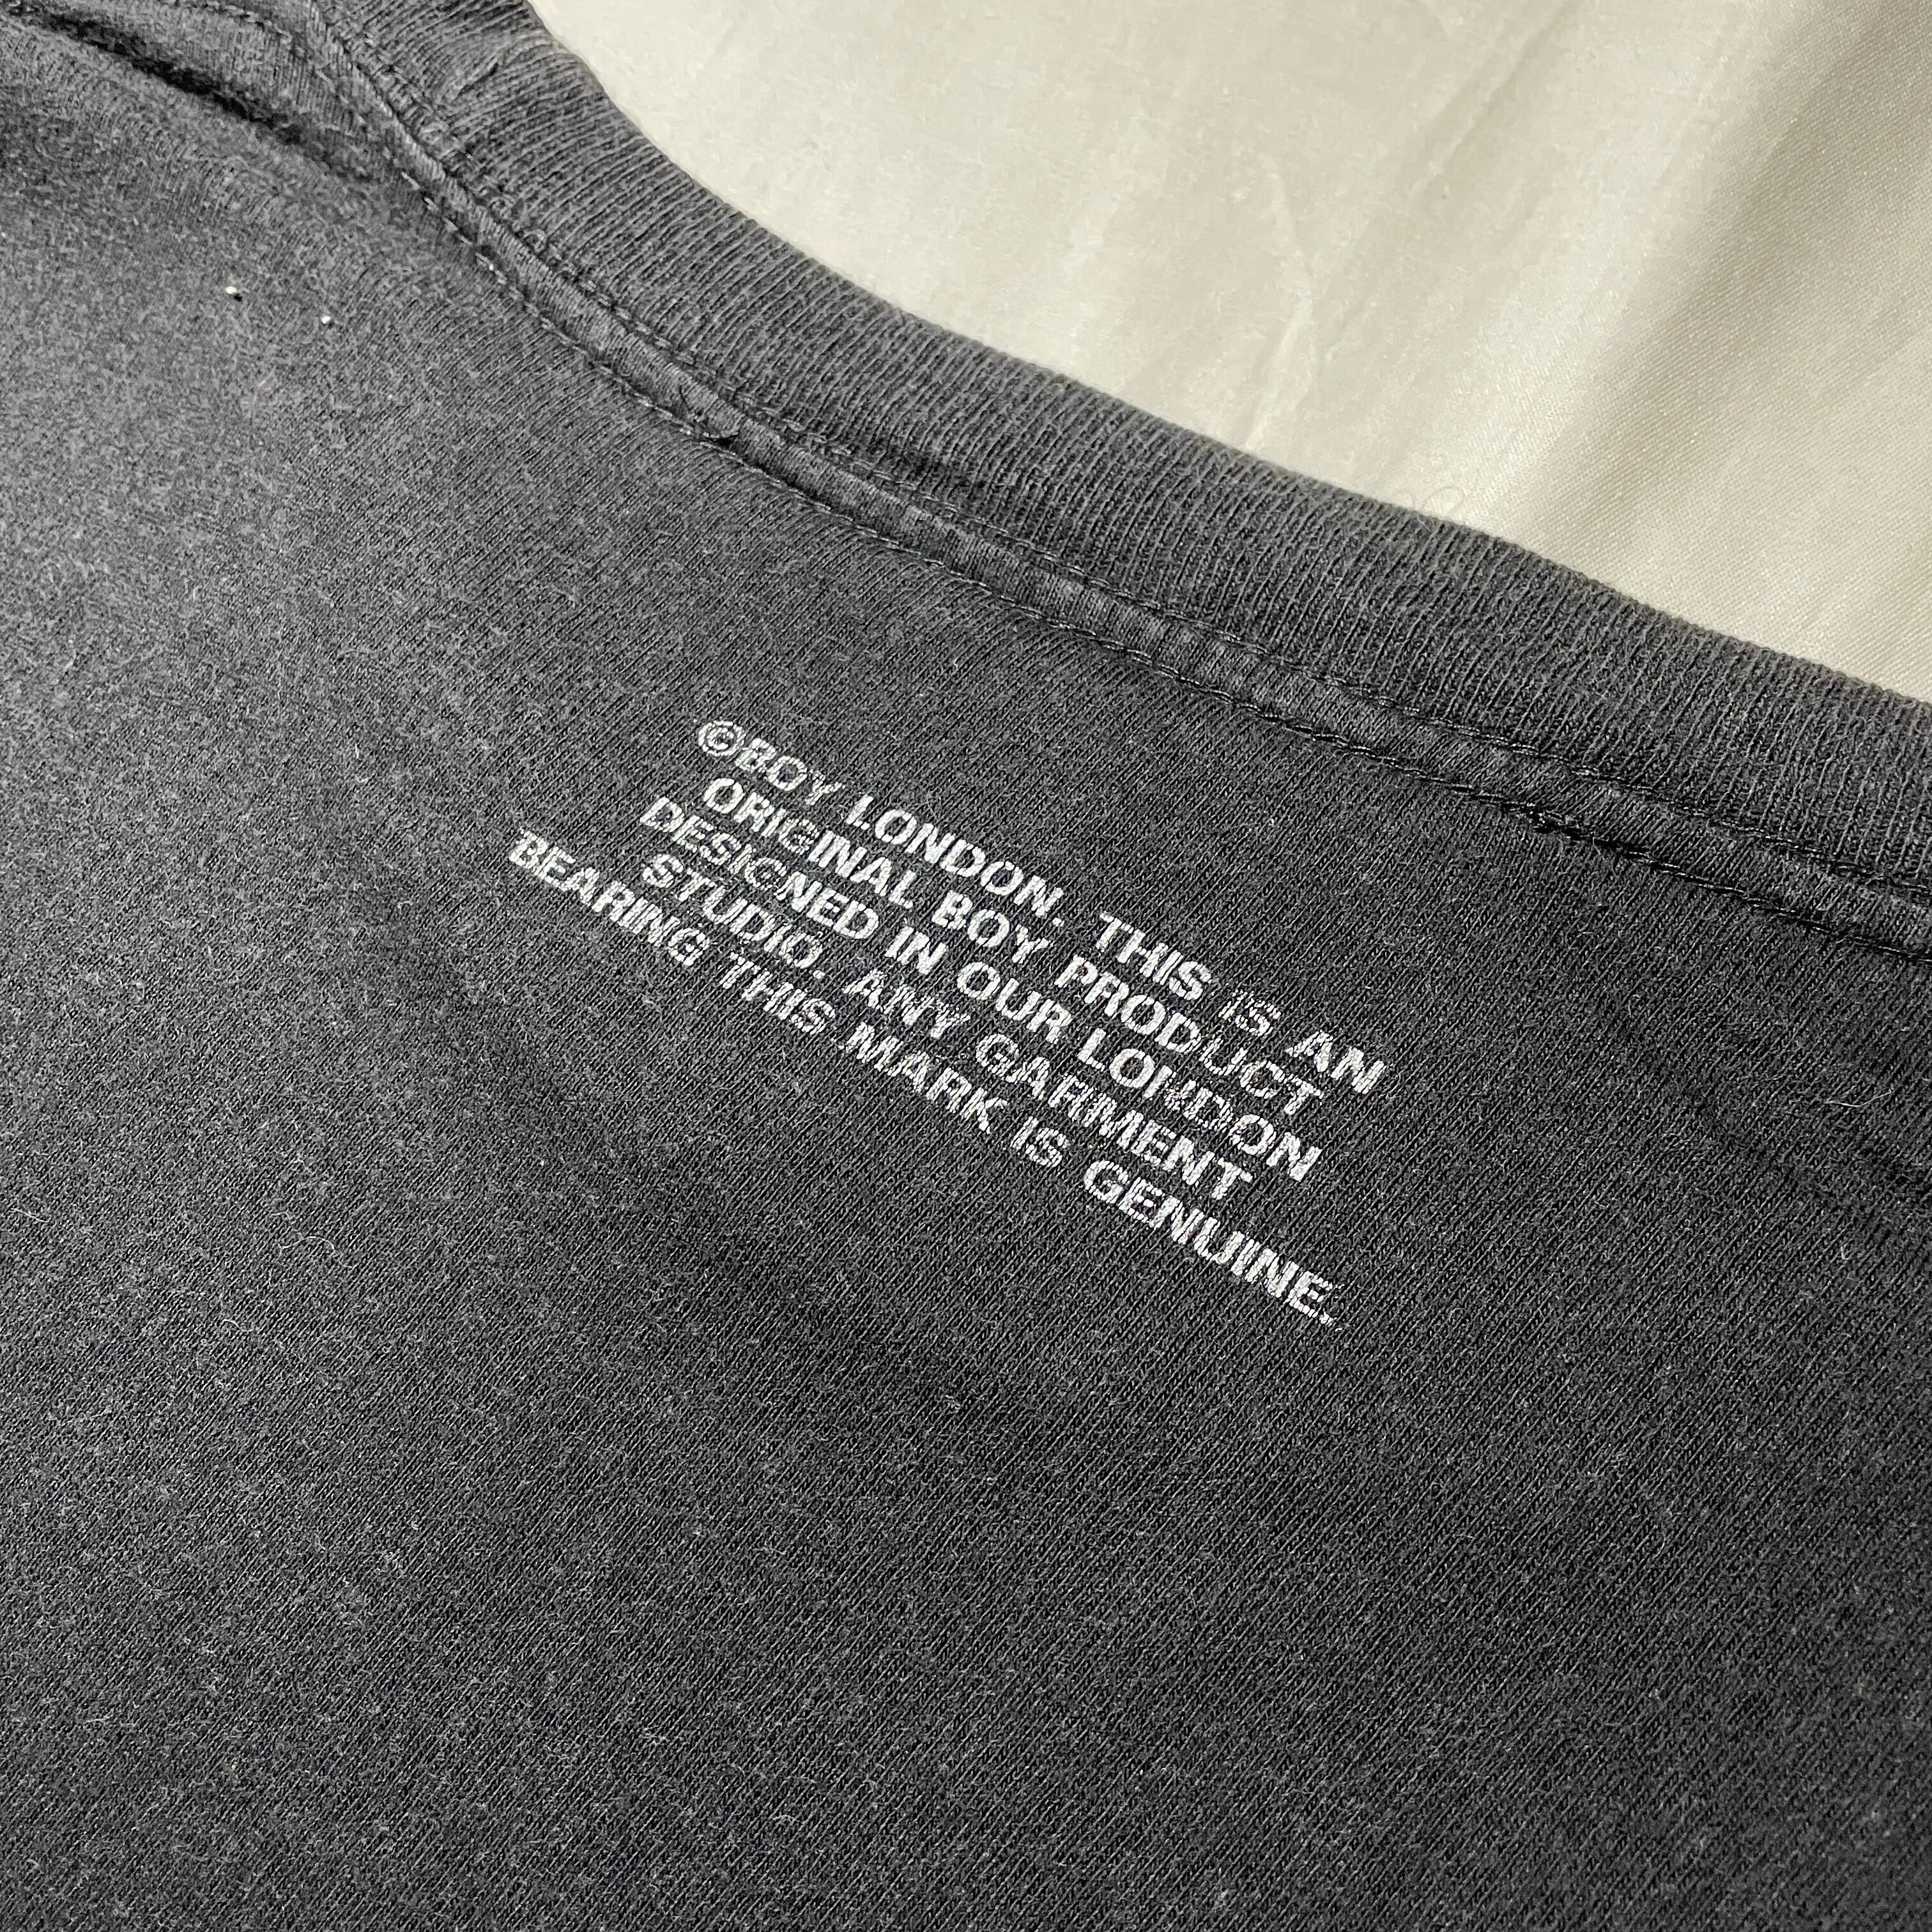 ©BOY LONDON. THIS IS AN
ORIGINAL BOY PRODUCT
DESIGNED IN OUR LONDON
STUDIO. ANY GARMENT
BEARING THIS MARK IS GENUINE.